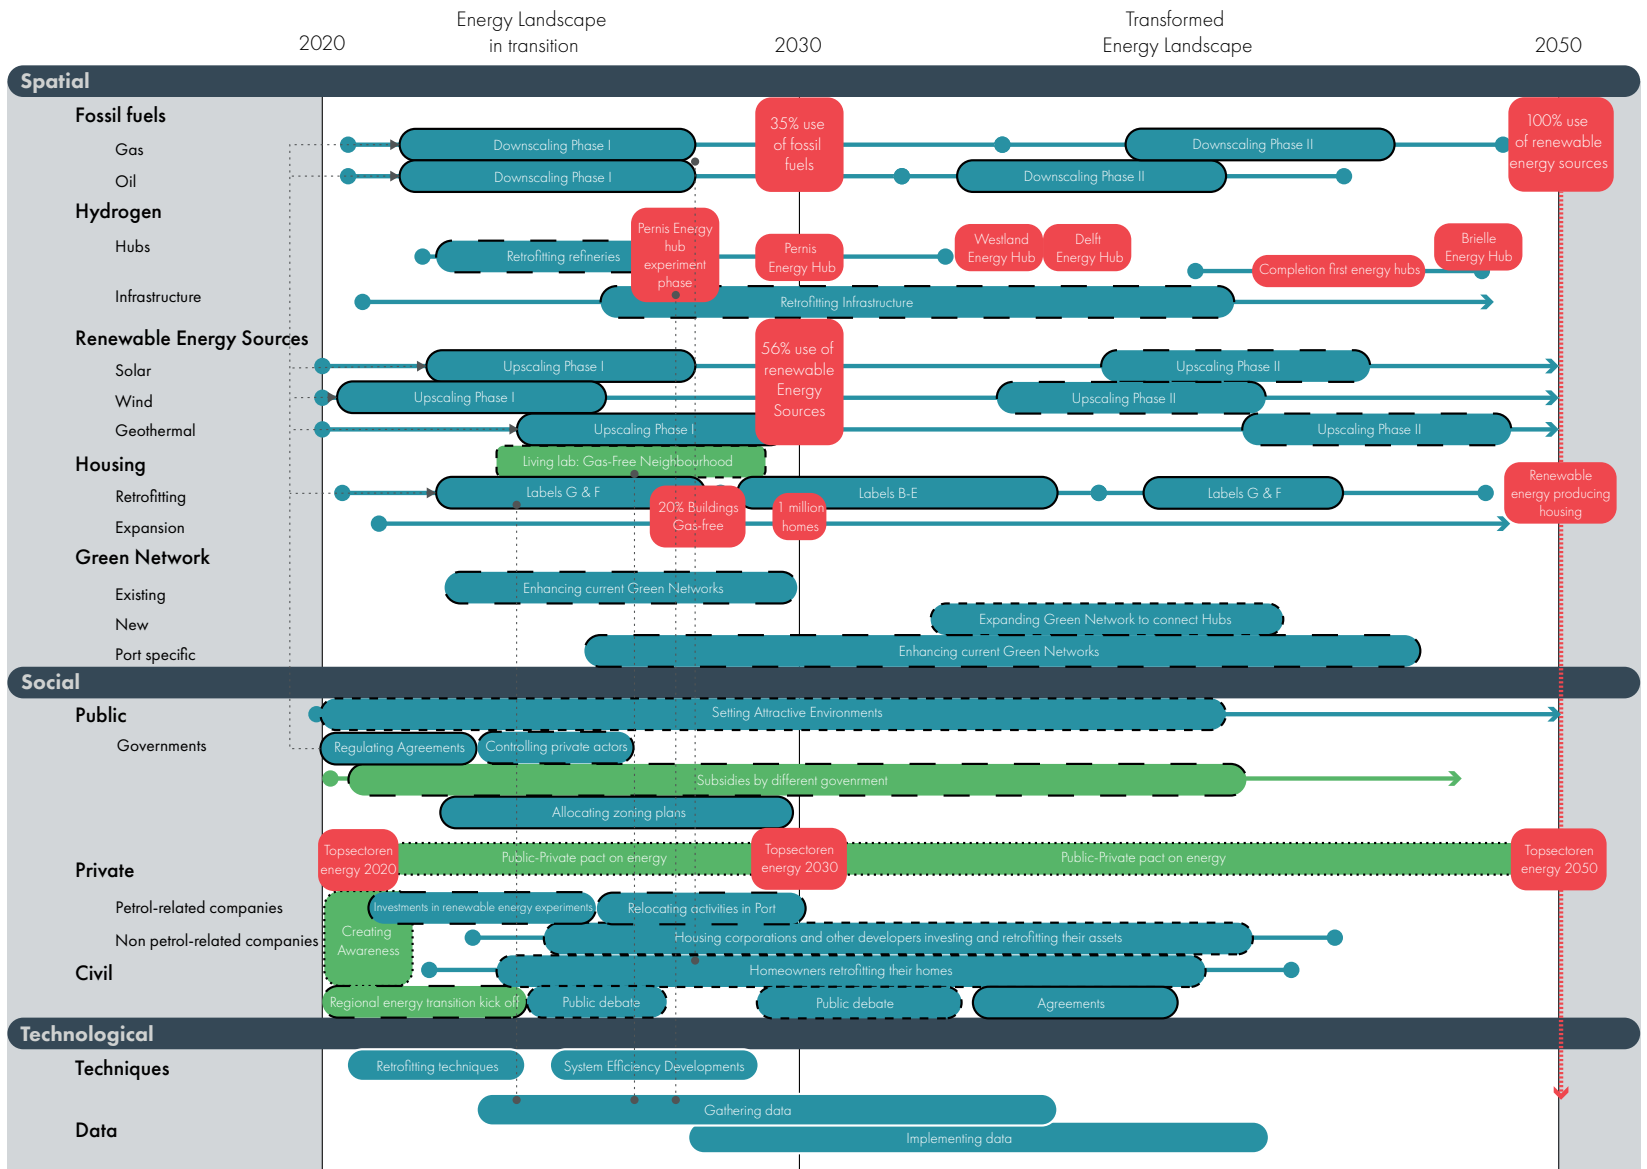 Energy Landscape
in transition
Transformed
Energy Landscape
2020
2030
2050
Spatial
Fossil fuels
Gas
Downscaling Phase I
35% use
of fossil
fuels
Downscaling Phase II
100% use
of renewable
energy sources
Oil
Downscaling Phase I
Downscaling Phase II
Hydrogen
Hubs
Retrofitting refineries
Pernis Energy
hub
experiment
phase
Pernis
Energy Hub
Westland
Energy Hub
Delft
Energy Hub
Completion first energy hubs
Brielle
Energy Hub
Infrastructure
Retrofitting Infrastructure
Renewable Energy Sources
Solar
Upscaling Phase I
56% use of
renewable
Energy
Sources
Upscaling Phase II
Wind
Upscaling Phase I
Upscaling Phase II
Geothermal
Upscaling Phase I
Upscaling Phase II
Living lab: Gas-Free Neighbourhood
Housing
Retrofitting
Labels G & F
Labels B-E
Labels G & F
Renewable
energy producing
housing
20% Buildings
Gas-free
1 million
homes
Expansion
Green Network
Existing
Enhancing current Green Networks
New
Expanding Green Network to connect Hubs
Port specific
Enhancing current Green Networks
Social
Public
Setting Attractive Environments
Governments
Regulating Agreements
Controlling private actors
Subsidies by different govenrment
Allocating zoning plans
Topsectoren
energy 2020
Public-Private pact on energy
Topsectoren
energy 2030
Public-Private pact on energy
Topsectoren
energy 2050
Private
Petrol-related companies
Investments in renewable energy experiments
Relocating activities in Port
Creating
Awareness
Non petrol-related companies
Housing corporations and other developers investing and retrofitting their assets
Civil
Homeowners retrofitting their homes
Regional energy transition kick off
Public debate
Public debate
Agreements
Technological
Techniques
Retrofitting techniques
System Efficiency Developments
Gathering data
Data
Implementing data